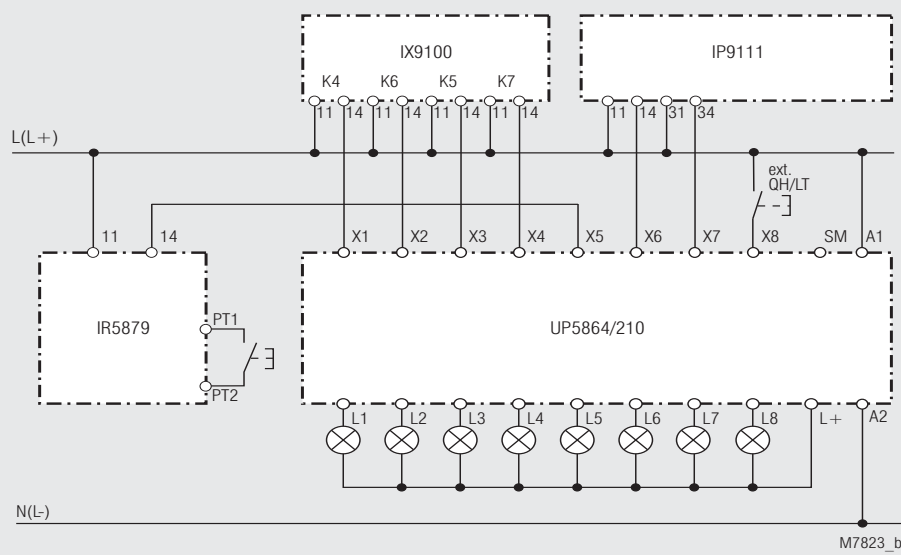 IX9100
IP9111
K4 K6 K5 K7
11 14 11 14 11 14 11 14
11 14 31 34
L(L+)
ext.
QH/LT
11 14
X1 X2 X3 X4 X5 X6 X7 X8 SM A1
PT1
IR5879
UP5864/210
PT2
L1 L2 L3 L4 L5 L6 L7 L8 L+ A2
N(L-)
M7823_b